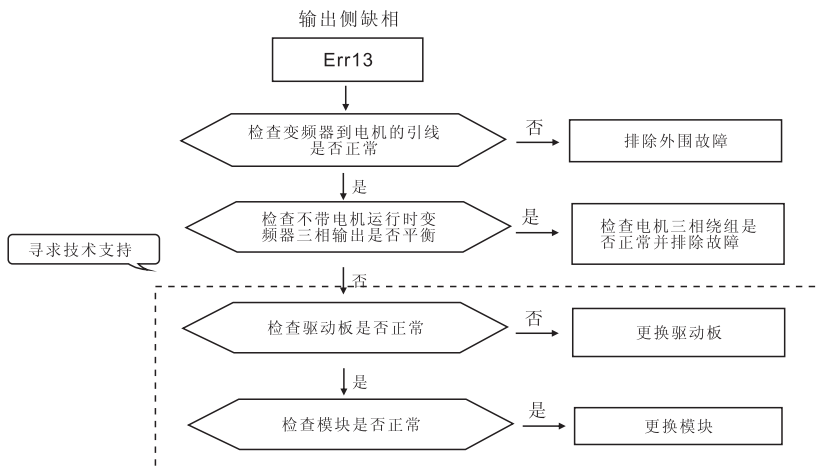 输出侧缺相
Err13
检查变频器到电机的引线
是否正常
否
排除外围故障
是
检查不带电机运行时变
频器三相输出是否平衡
是
检查电机三相绕组是
否正常并排除故障
寻求技术支持
否
检查驱动板是否正常
否
更换驱动板
是
检查模块是否正常
是
更换模块